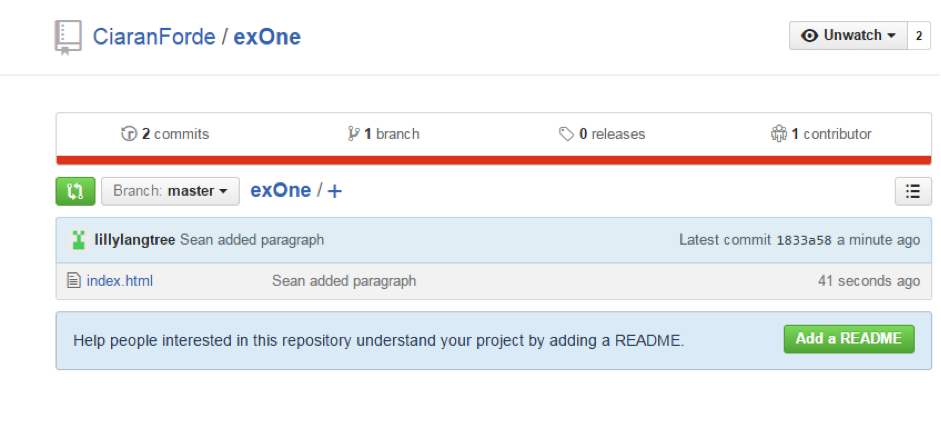 CiaranForde / exOne
Unwatch 2
2 commits 1 branch 0 releases 1 contributor
Branch: master exOne / +
lillylangtree Sean added paragraph Latest commit 1833a58 a minute ago
index.html Sean added paragraph 41 seconds ago
Help people interested in this repository understand your project by adding a README. Add a README